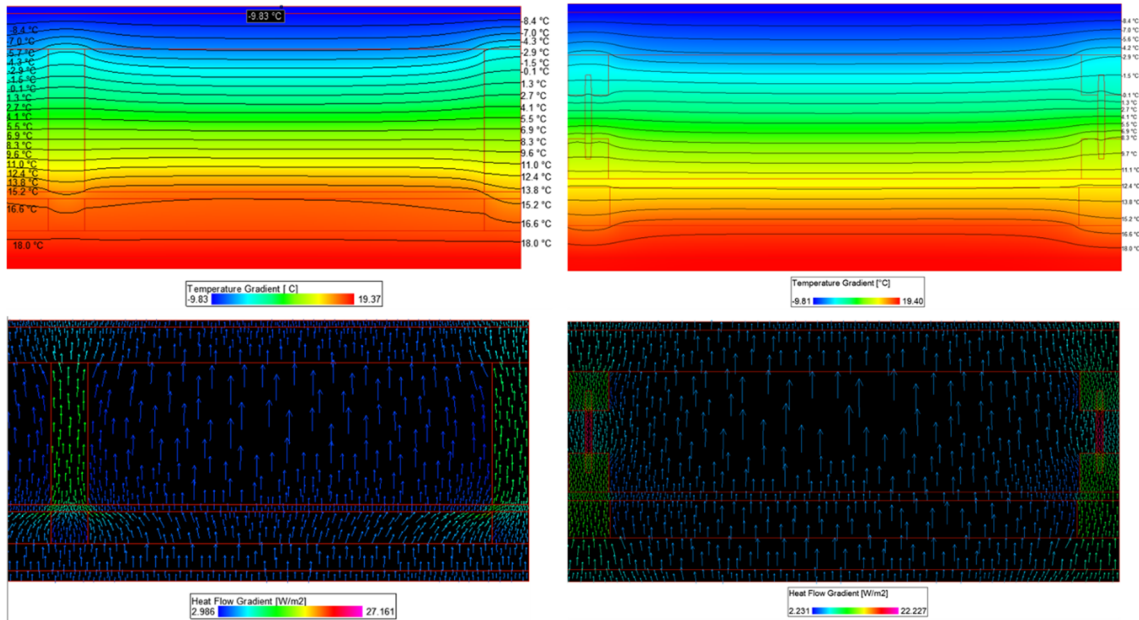 -9.83 °C
-8.4 °C
-7.0 °C
-5.7 °C
-4.3 °C
-2.9 °C
-1.5 °C
-0.1 °C
1.3 °C
2.7 °C
4.1 °C
5.5 °C
6.9 °C
8.3 °C
9.6 °C
11.0 °C
12.4 °C
13.8 °C
15.2 °C
16.6 °C
18.0 °C
-8.4 °C
-7.0 °C
-4.3 °C
-2.9 °C
-1.5 °C
-0.1 °C
1.3 °C
2.7 °C
4.1 °C
5.5 °C
6.9 °C
8.3 °C
9.6 °C
11.0 °C
12.4 °C
13.8 °C
15.2 °C
16.6 °C
18.0 °C
Temperature Gradient [ C]
-9.83 19.37
-8.4 °C
-5.6 °C
-4.2 °C
-2.9 °C
-1.5 °C
-0.1 °C
1.3 °C
2.7 °C
4.1 °C
5.5 °C
6.9 °C
8.3 °C
9.7 °C
11.1 °C
12.4 °C
13.8 °C
15.2 °C
16.6 °C
18.0 °C
Temperature Gradient [°C]
-9.81 19.40
Heat Flow Gradient [W/m2]
2.986 27.161
Heat Flow Gradient [W/m2]
2.231 22.227